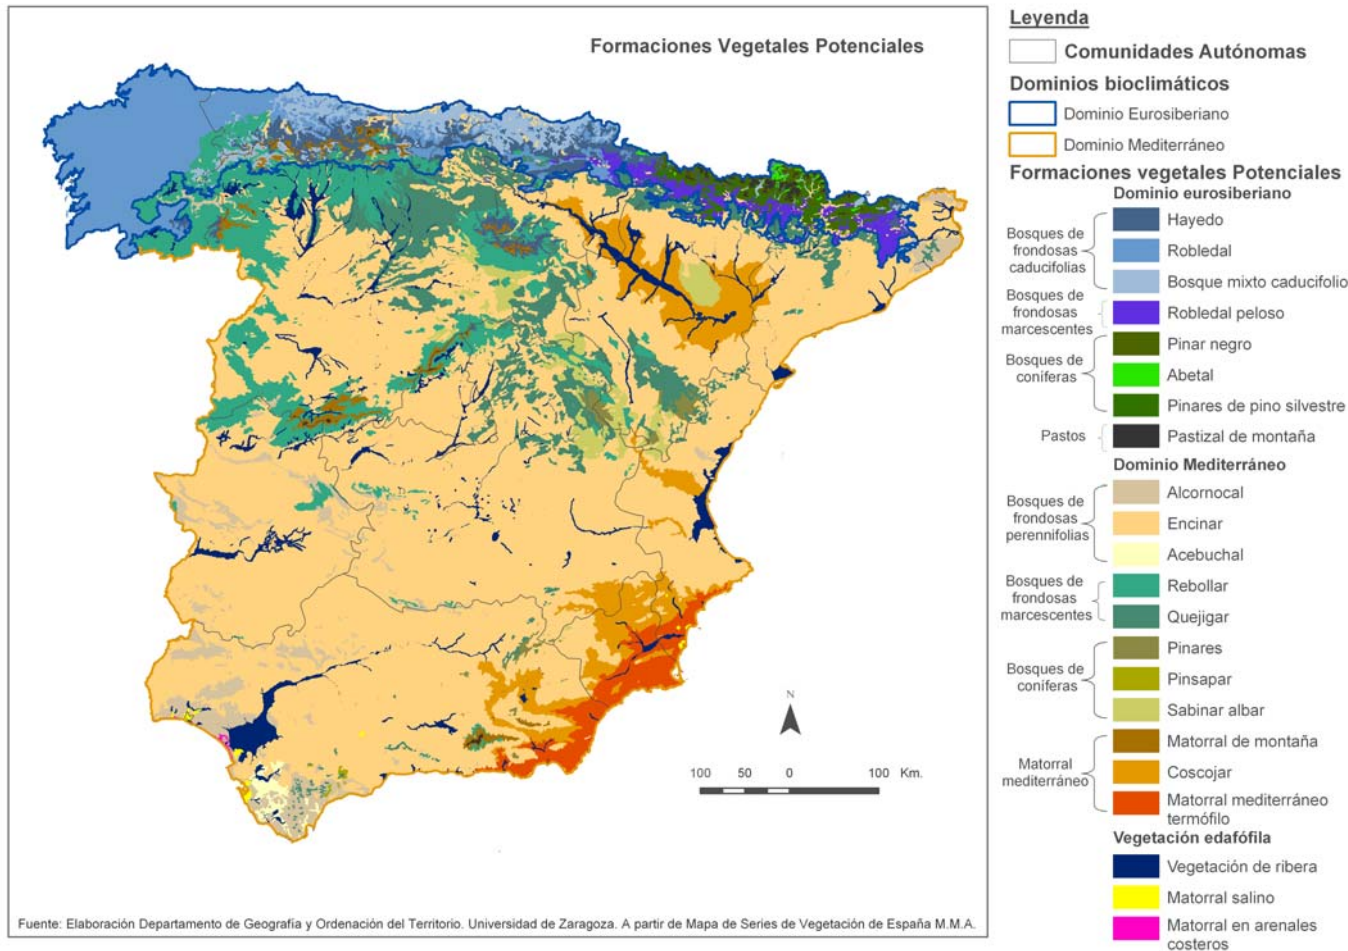 Formaciones Vegetales Potenciales
N
100 50 0 100 Km.
Fuente: Elaboración Departamento de Geografía y Ordenación del Territorio. Universidad de Zaragoza. A partir de Mapa de Series de Vegetación de España M.M.A.
Leyenda
Comunidades Autónomas
Dominios bioclimáticos
Dominio Eurosiberiano
Dominio Mediterráneo
Formaciones vegetales Potenciales
Dominio eurosiberiano
Bosques de
frondosas
caducifolias
Hayedo
Robledal
Bosque mixto caducifolio
Bosques de
frondosas
marcescentes
Robledal peloso
Bosques de
coníferas
Pinar negro
Abetal
Pinares de pino silvestre
Pastos
Pastizal de montaña
Dominio Mediterráneo
Bosques de
frondosas
perennifolias
Alcornocal
Encinar
Acebuchal
Bosques de
frondosas
marcescentes
Rebollar
Quejigar
Bosques de
coníferas
Pinares
Pinsapar
Sabinar albar
Matorral
mediterráneo
Matorral de montaña
Coscojar
Matorral mediterráneo
termófilo
Vegetación edafófila
Vegetación de ribera
Matorral salino
Matorral en arenales
costeros